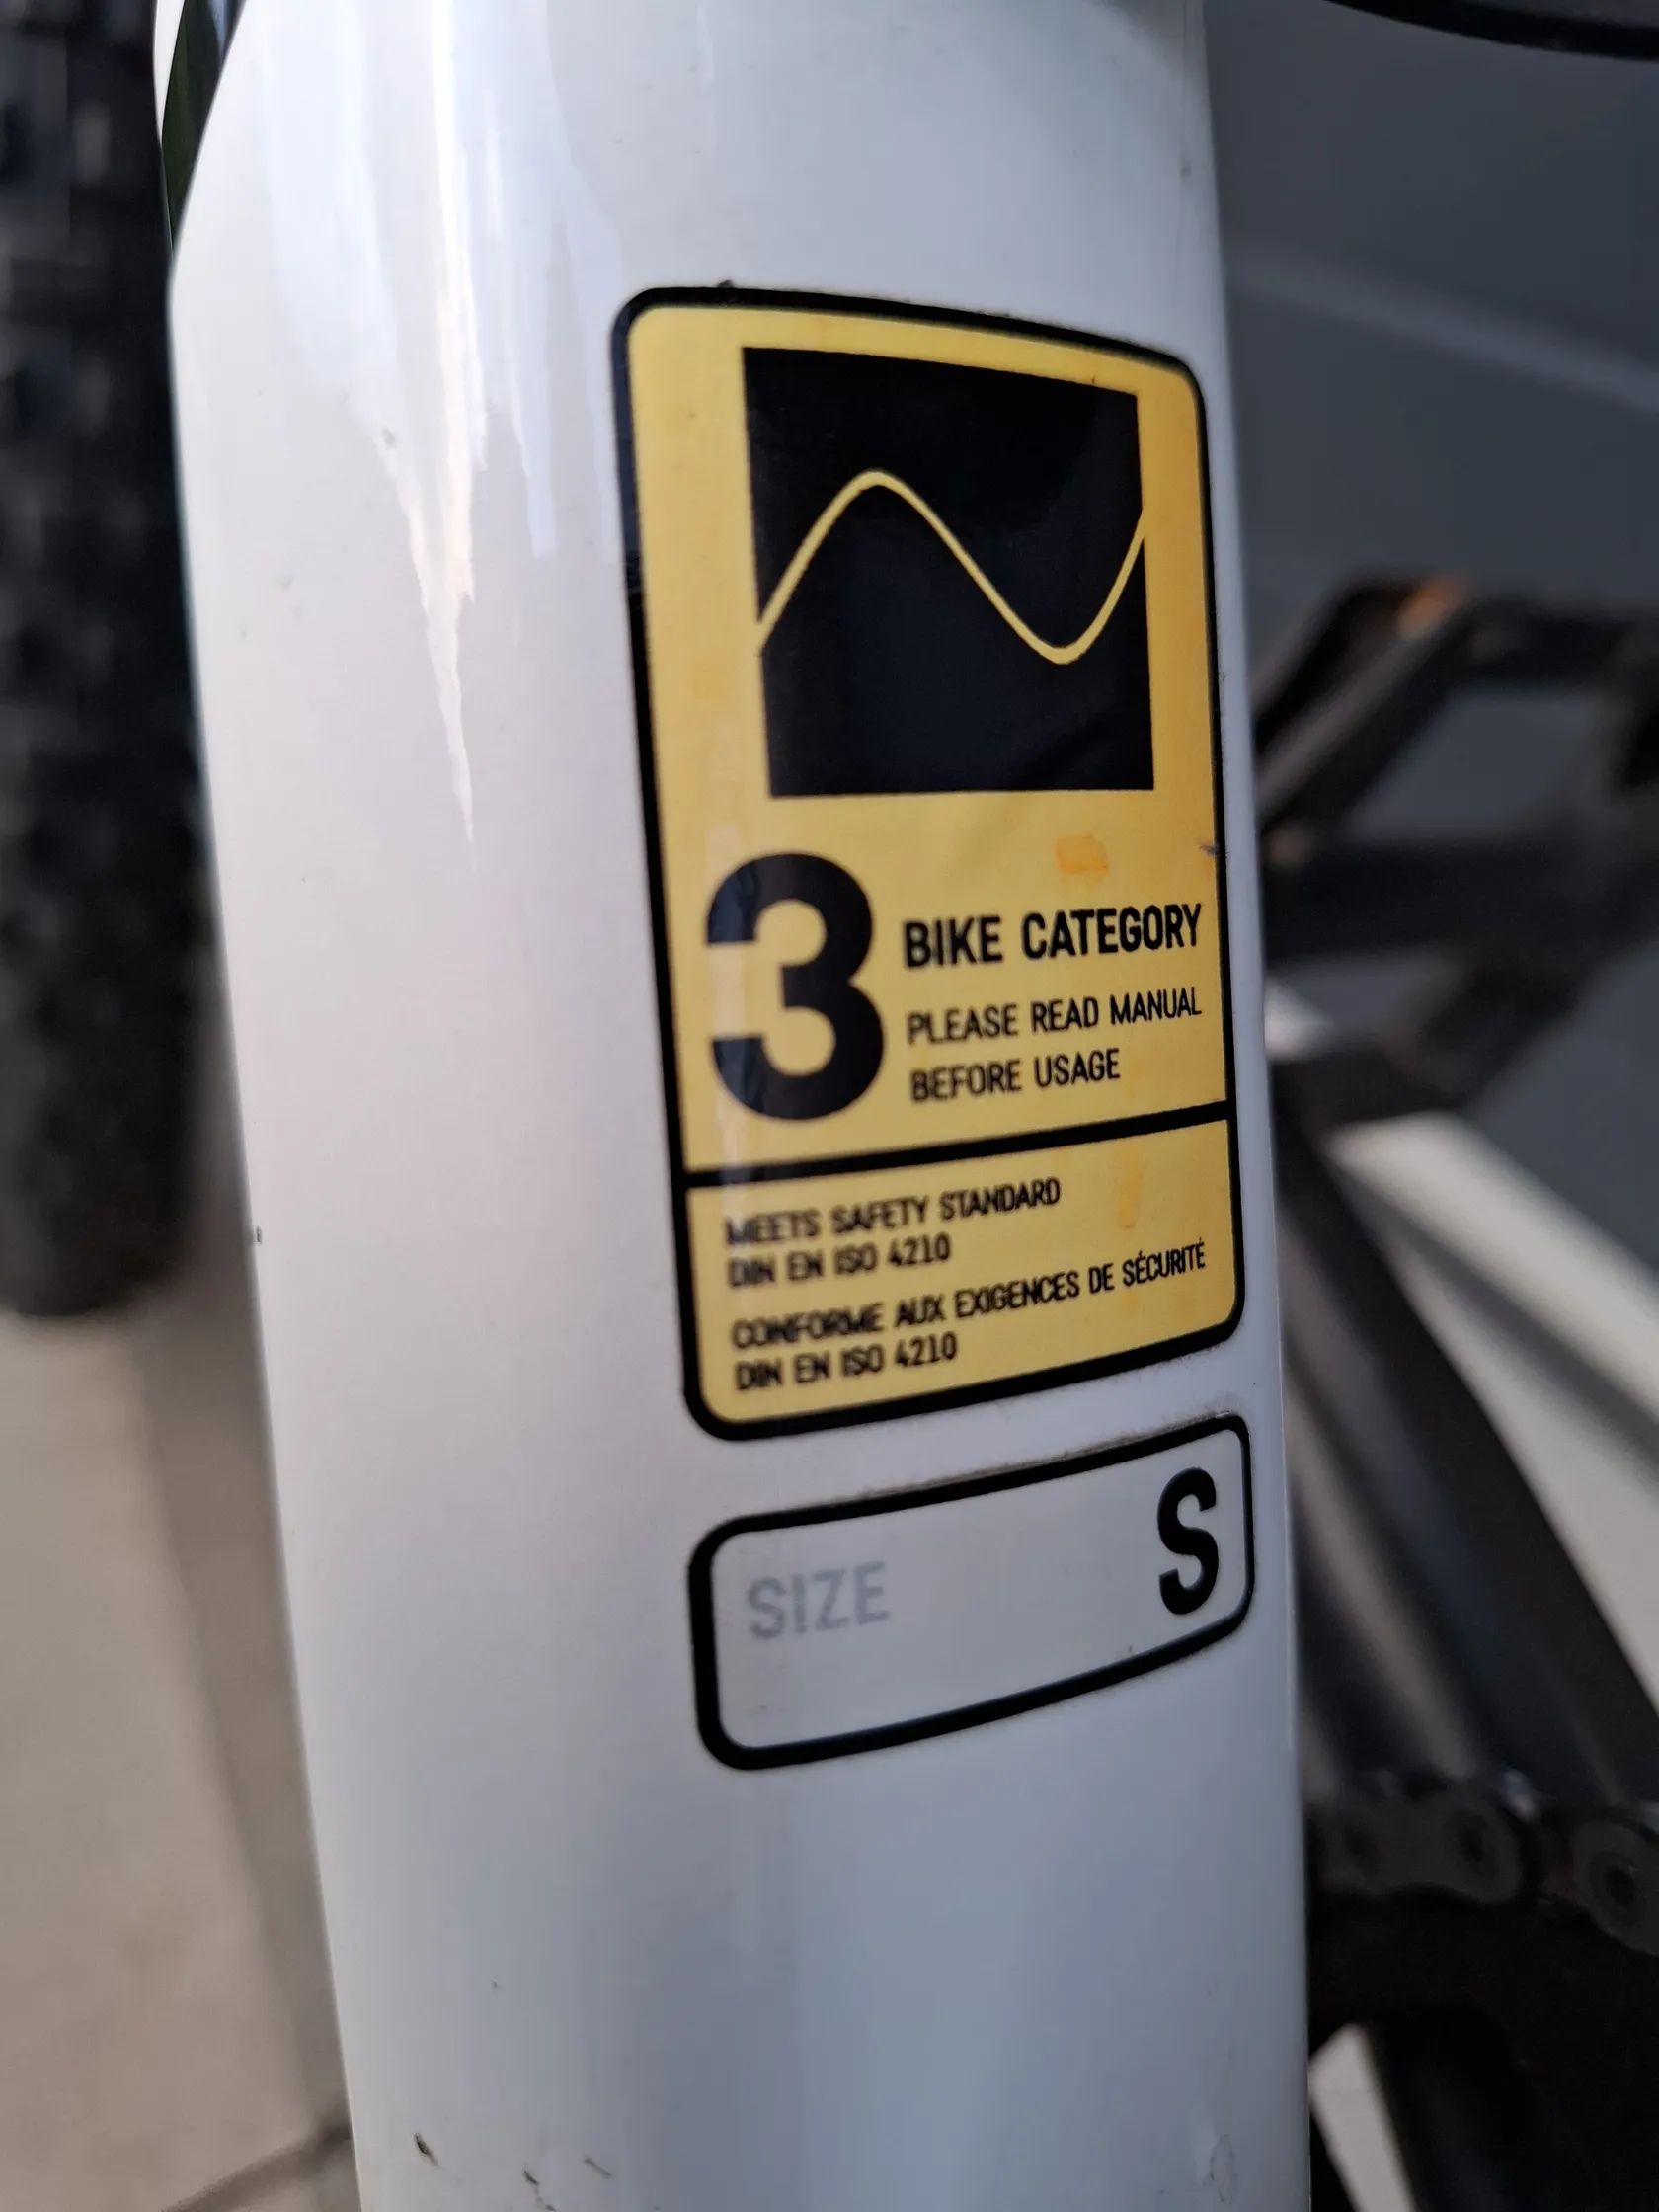 3
BIKE CATEGORY
PLEASE READ MANUAL
BEFORE USAGE
MEETS SAFETY STANDARD
DIN EN ISO 4210
CONFORME AUX EXIGENCES DE SÉCURITÉ
DIN EN ISO 4210
SIZE S